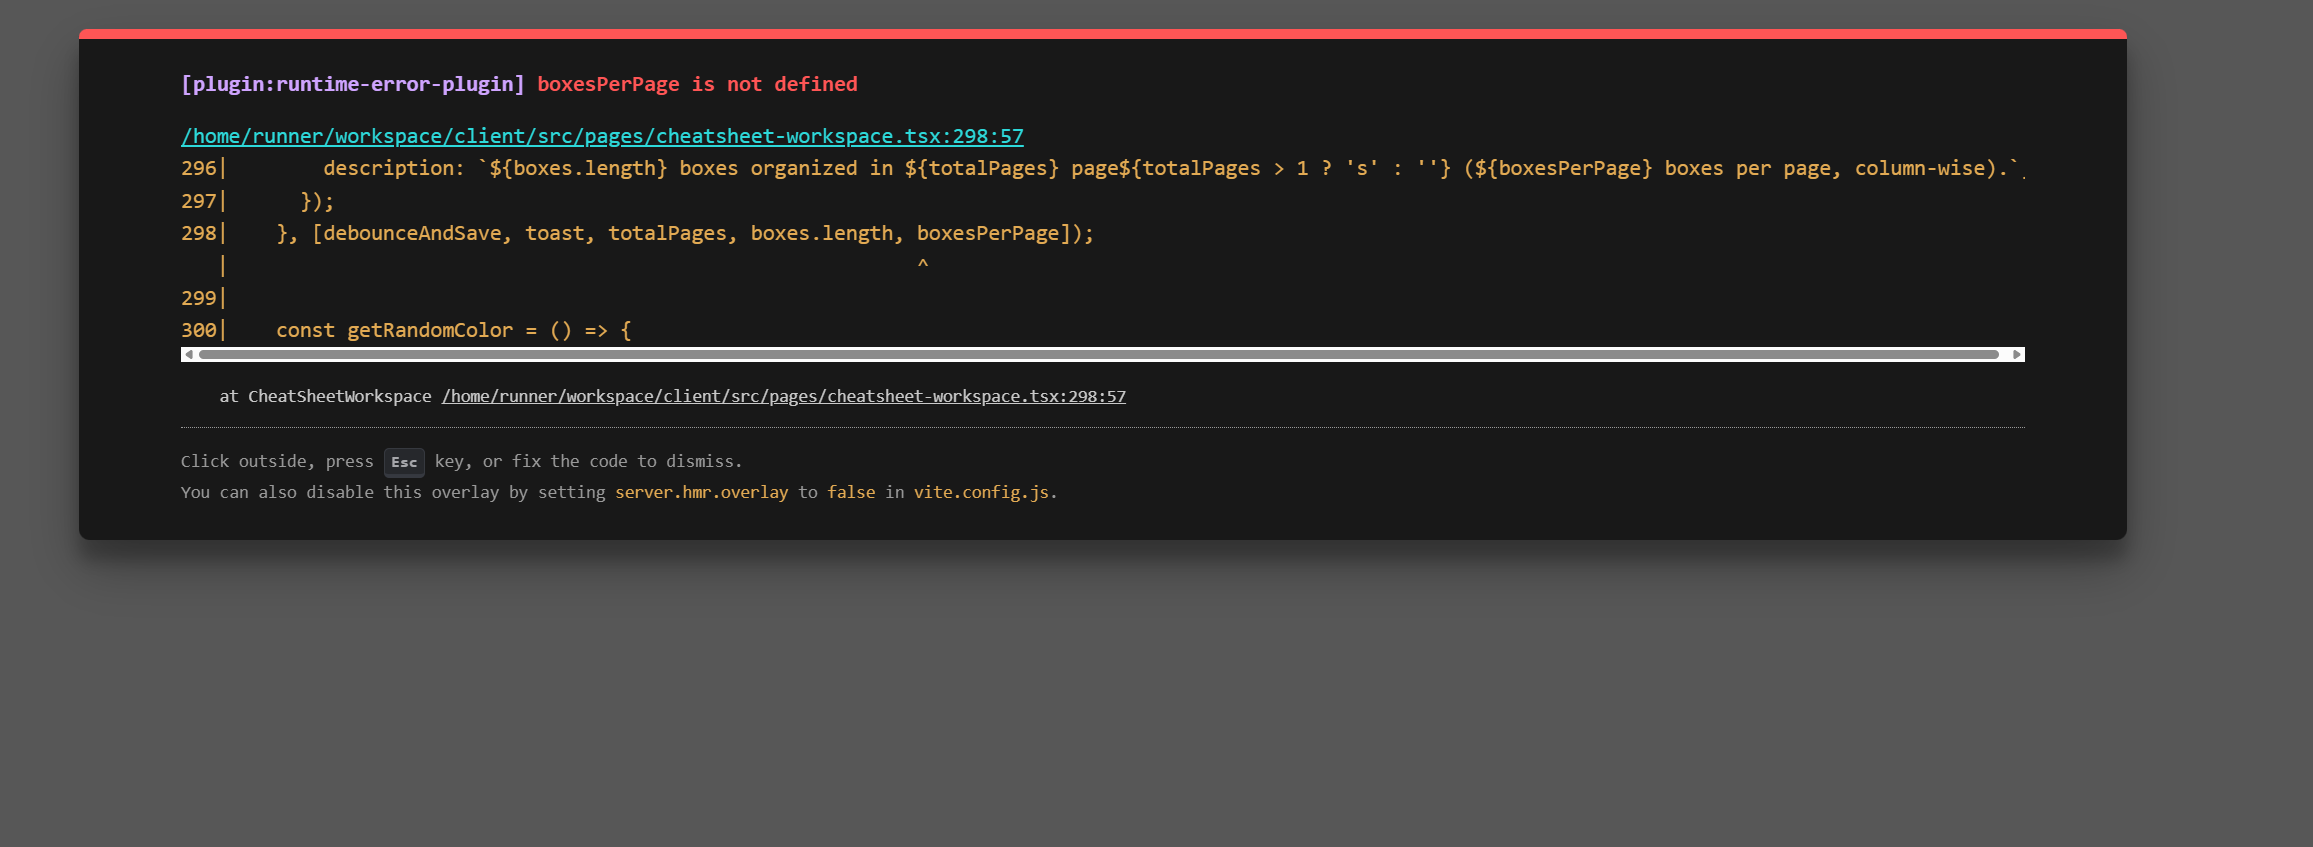 [plugin:runtime-error-plugin] boxesPerPage is not defined
/home/runner/workspace/client/src/pages/cheatsheet-workspace.tsx:298:57
296|        description: `${boxes.length} boxes organized in ${totalPages} page${totalPages > 1 ? 's' : ''} (${boxesPerPage} boxes per page, column-wise).`,
297|      });
298|    }, [debounceAndSave, toast, totalPages, boxes.length, boxesPerPage]);
   |                                                          ^
299|
300|    const getRandomColor = () => {
at CheatSheetWorkspace /home/runner/workspace/client/src/pages/cheatsheet-workspace.tsx:298:57
Click outside, press Esc key, or fix the code to dismiss.
You can also disable this overlay by setting server.hmr.overlay to false in vite.config.js.